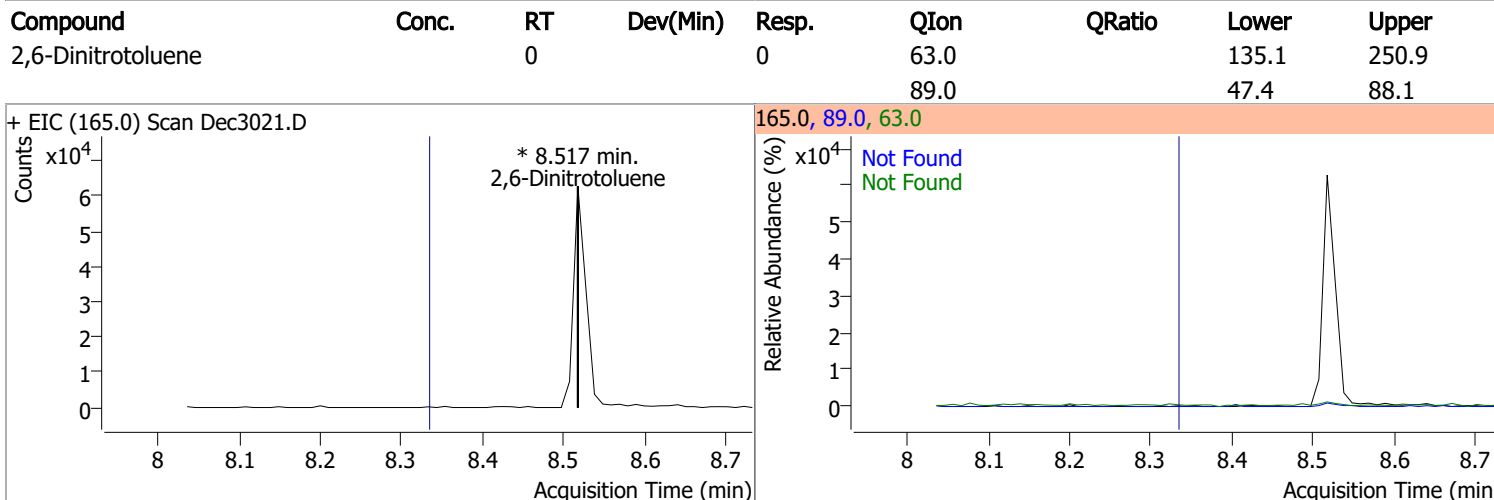 Compound Conc. RT Dev(Min) Resp. QIon QRatio Lower Upper
2,6-Dinitrotoluene 0 0 63.0 135.1 250.9
89.0 47.4 88.1
+ EIC (165.0) Scan Dec3021.D
Counts
x10⁴
* 8.517 min.
2,6-Dinitrotoluene
6
5
4
3
2
1
0
8 8.1 8.2 8.3 8.4 8.5 8.6 8.7
Acquisition Time (min)
165.0, 89.0, 63.0
Relative Abundance (%)
x10⁴
Not Found
Not Found
5
4
3
2
1
0
8 8.1 8.2 8.3 8.4 8.5 8.6 8.7
Acquisition Time (min